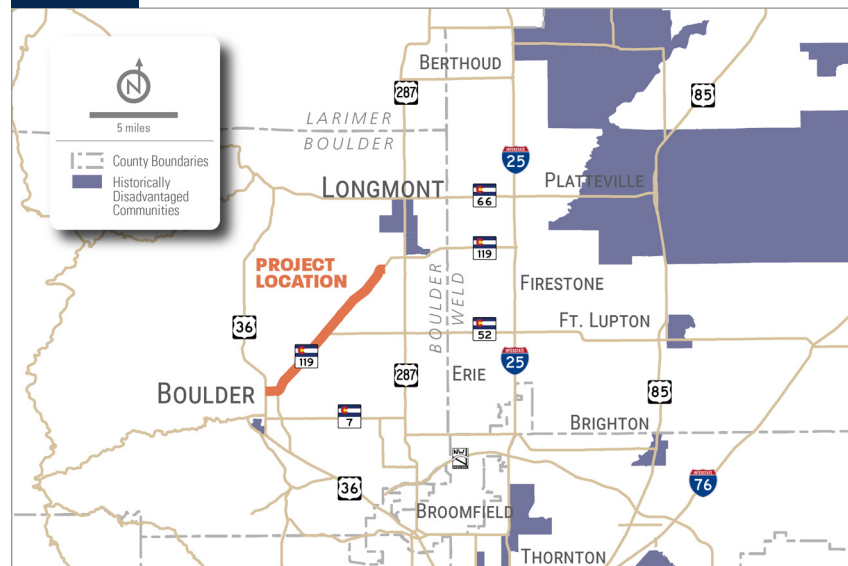 BERTHOUD
287
85
N
5 miles
LARIMER
BOULDER
County Boundaries
Historically
Disadvantaged
Communities
25
PLATTEVILLE
LONGMONT
66
119
PROJECT
LOCATION
BOULDER
WELD
FIRESTONE
FT. LUPTON
36
52
119
25
287
ERIE
85
BOULDER
7
BRIGHTON
36
76
BROOMFIELD
THORNTON